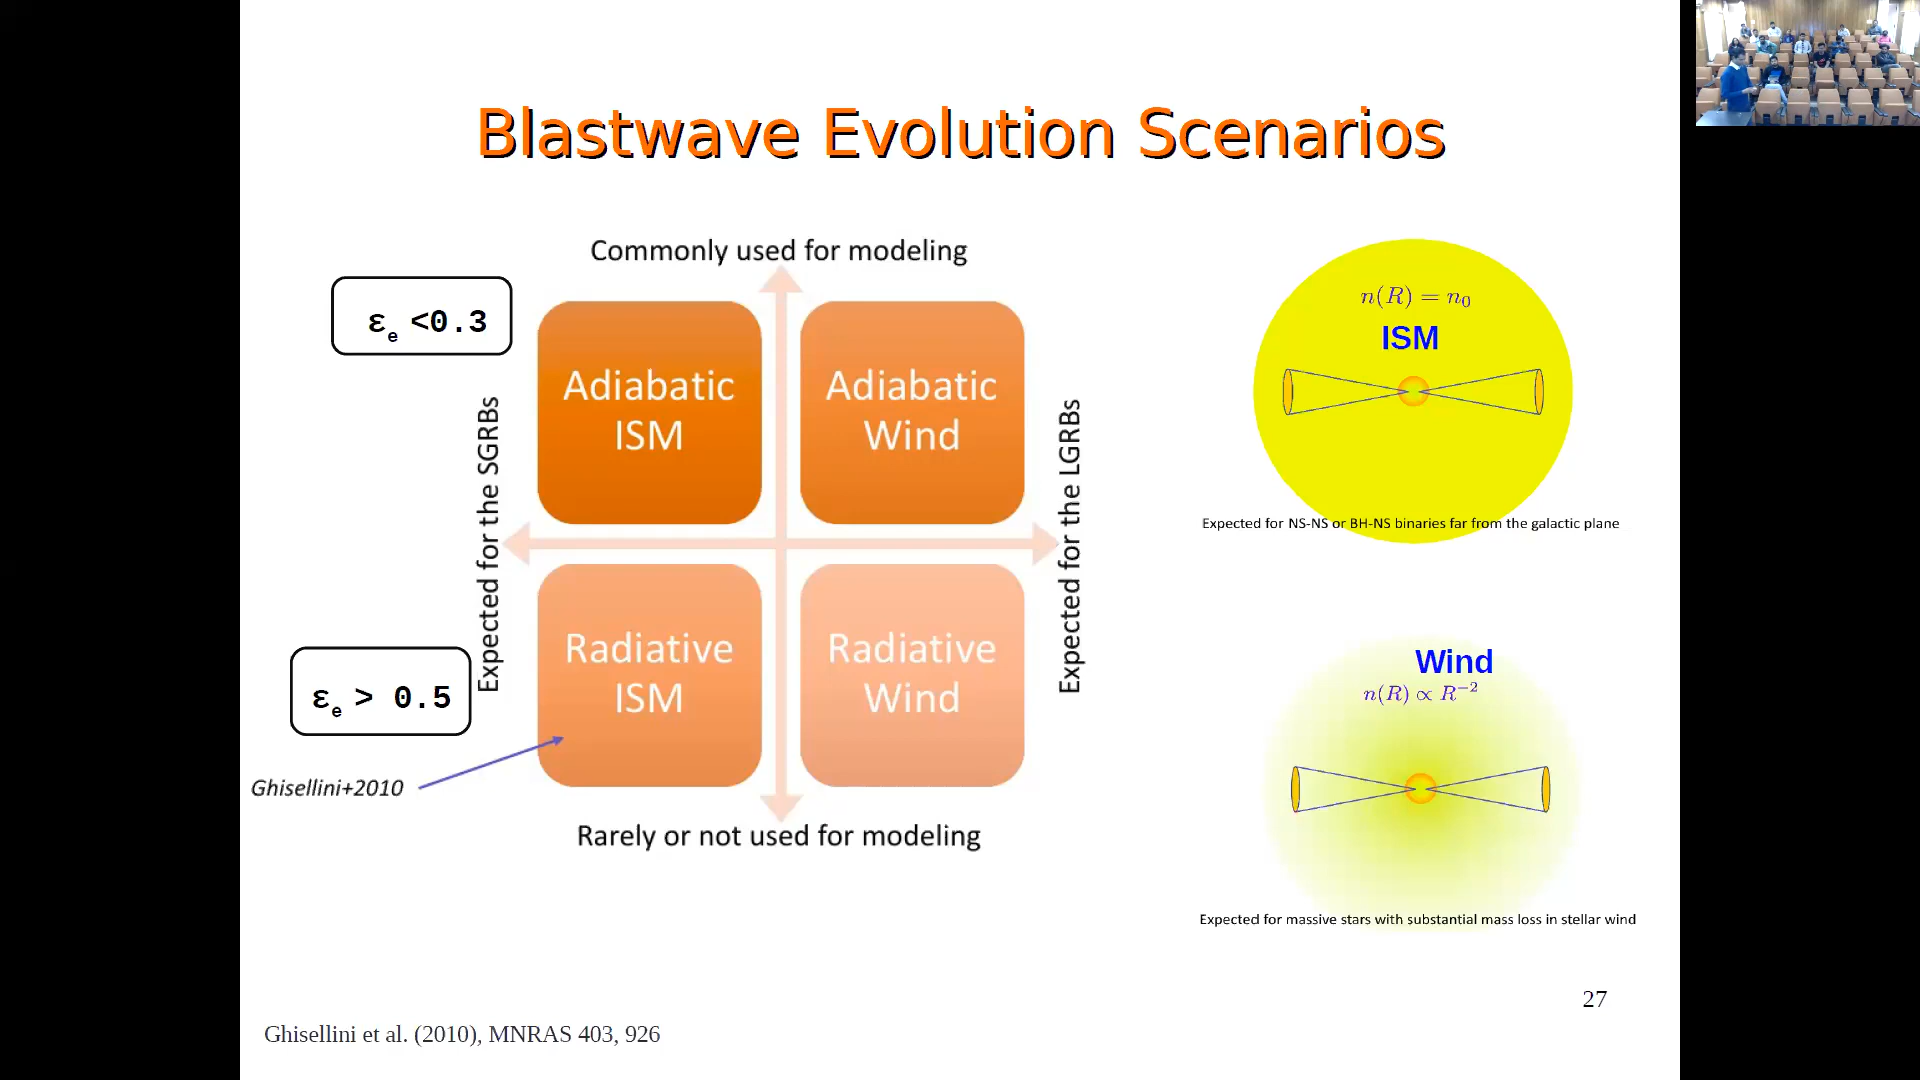 Blastwave Evolution Scenarios
Commonly used for modeling
εe <0.3
Adiabatic
ISM
Adiabatic
Wind
Expected for the SGRBs
Expected for the LGRBs
Radiative
ISM
Radiative
Wind
εe > 0.5
Ghisellini+2010
Rarely or not used for modeling
n(R) = n0
ISM
Expected for NS-NS or BH-NS binaries far from the galactic plane
Wind
n(R) ∝ R−2
Expected for massive stars with substantial mass loss in stellar wind
27
Ghisellini et al. (2010), MNRAS 403, 926